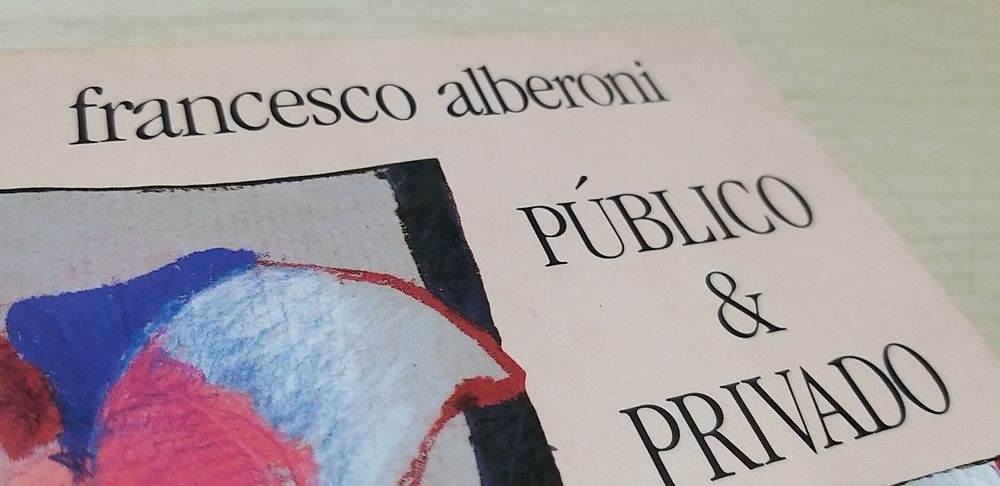 francesco alberoni
PÚBLICO
&
PRIVADO